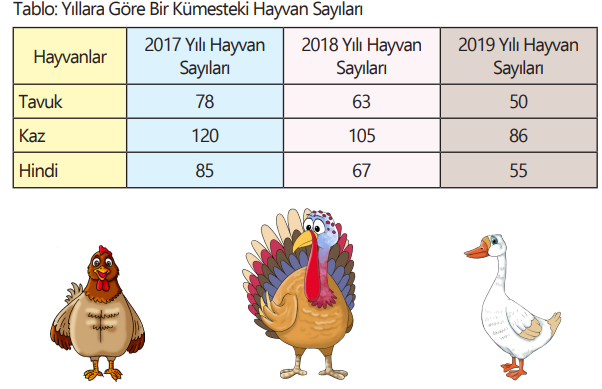 Tablo: Yıllara Göre Bir Kümesteki Hayvan Sayıları
Hayvanlar
2017 Yılı Hayvan
Sayıları
2018 Yılı Hayvan
Sayıları
2019 Yılı Hayvan
Sayıları
Tavuk 78 63 50
Kaz 120 105 86
Hindi 85 67 55